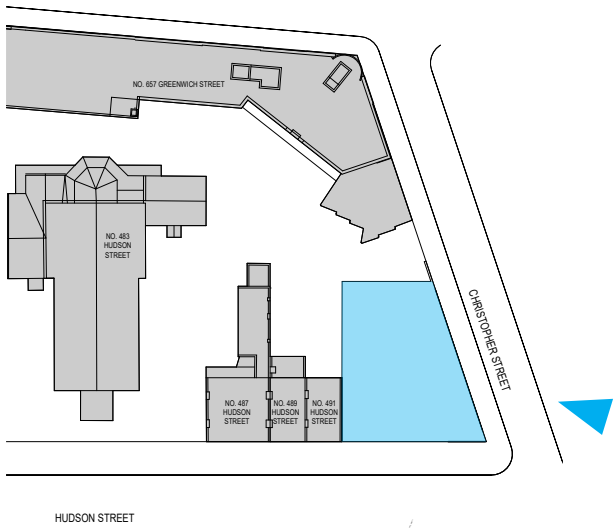 NO. 657 GREENWICH STREET
NO. 483
HUDSON
STREET
CHRISTOPHER STREET
NO. 487
HUDSON
STREET
NO. 489
HUDSON
STREET
NO. 491
HUDSON
STREET
HUDSON STREET